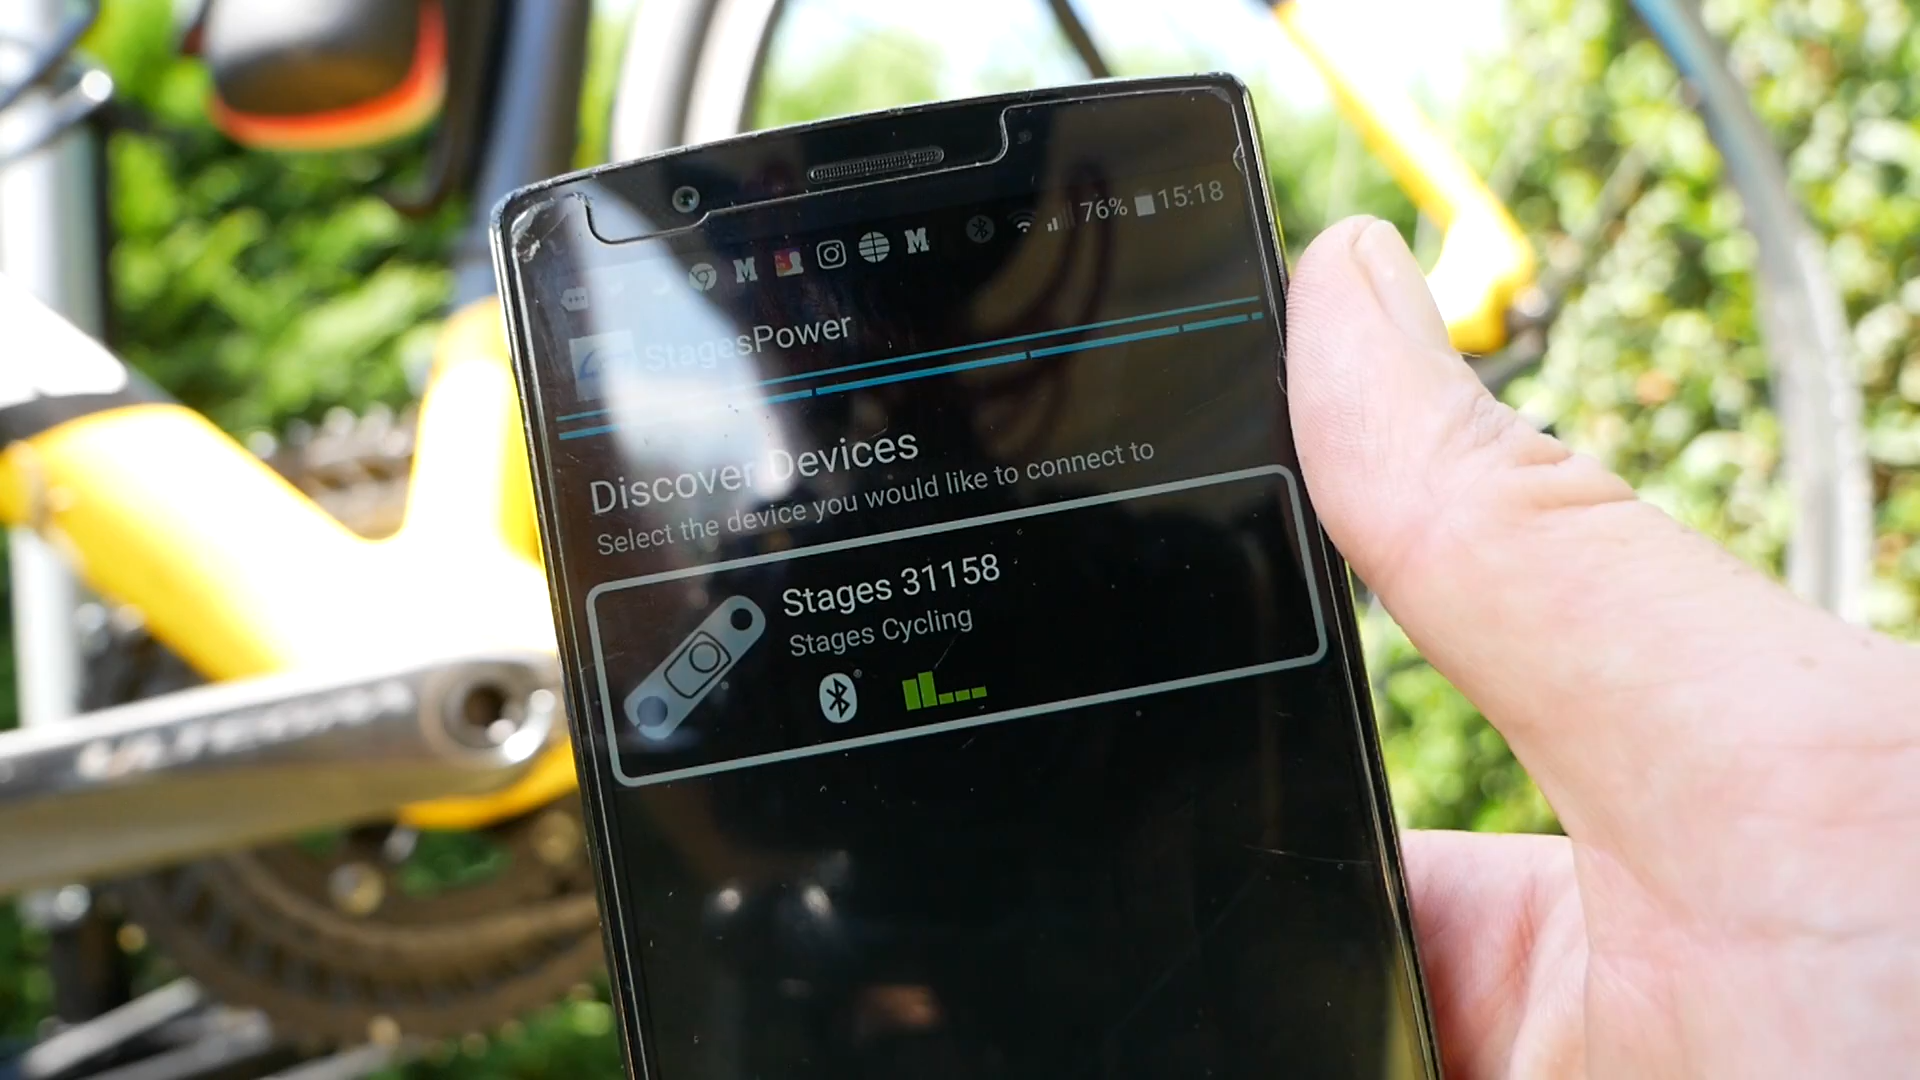 M M 76% 15:18
StagesPower
Discover Devices
Select the device you would like to connect to
Stages 31158
Stages Cycling
ULTEGRA